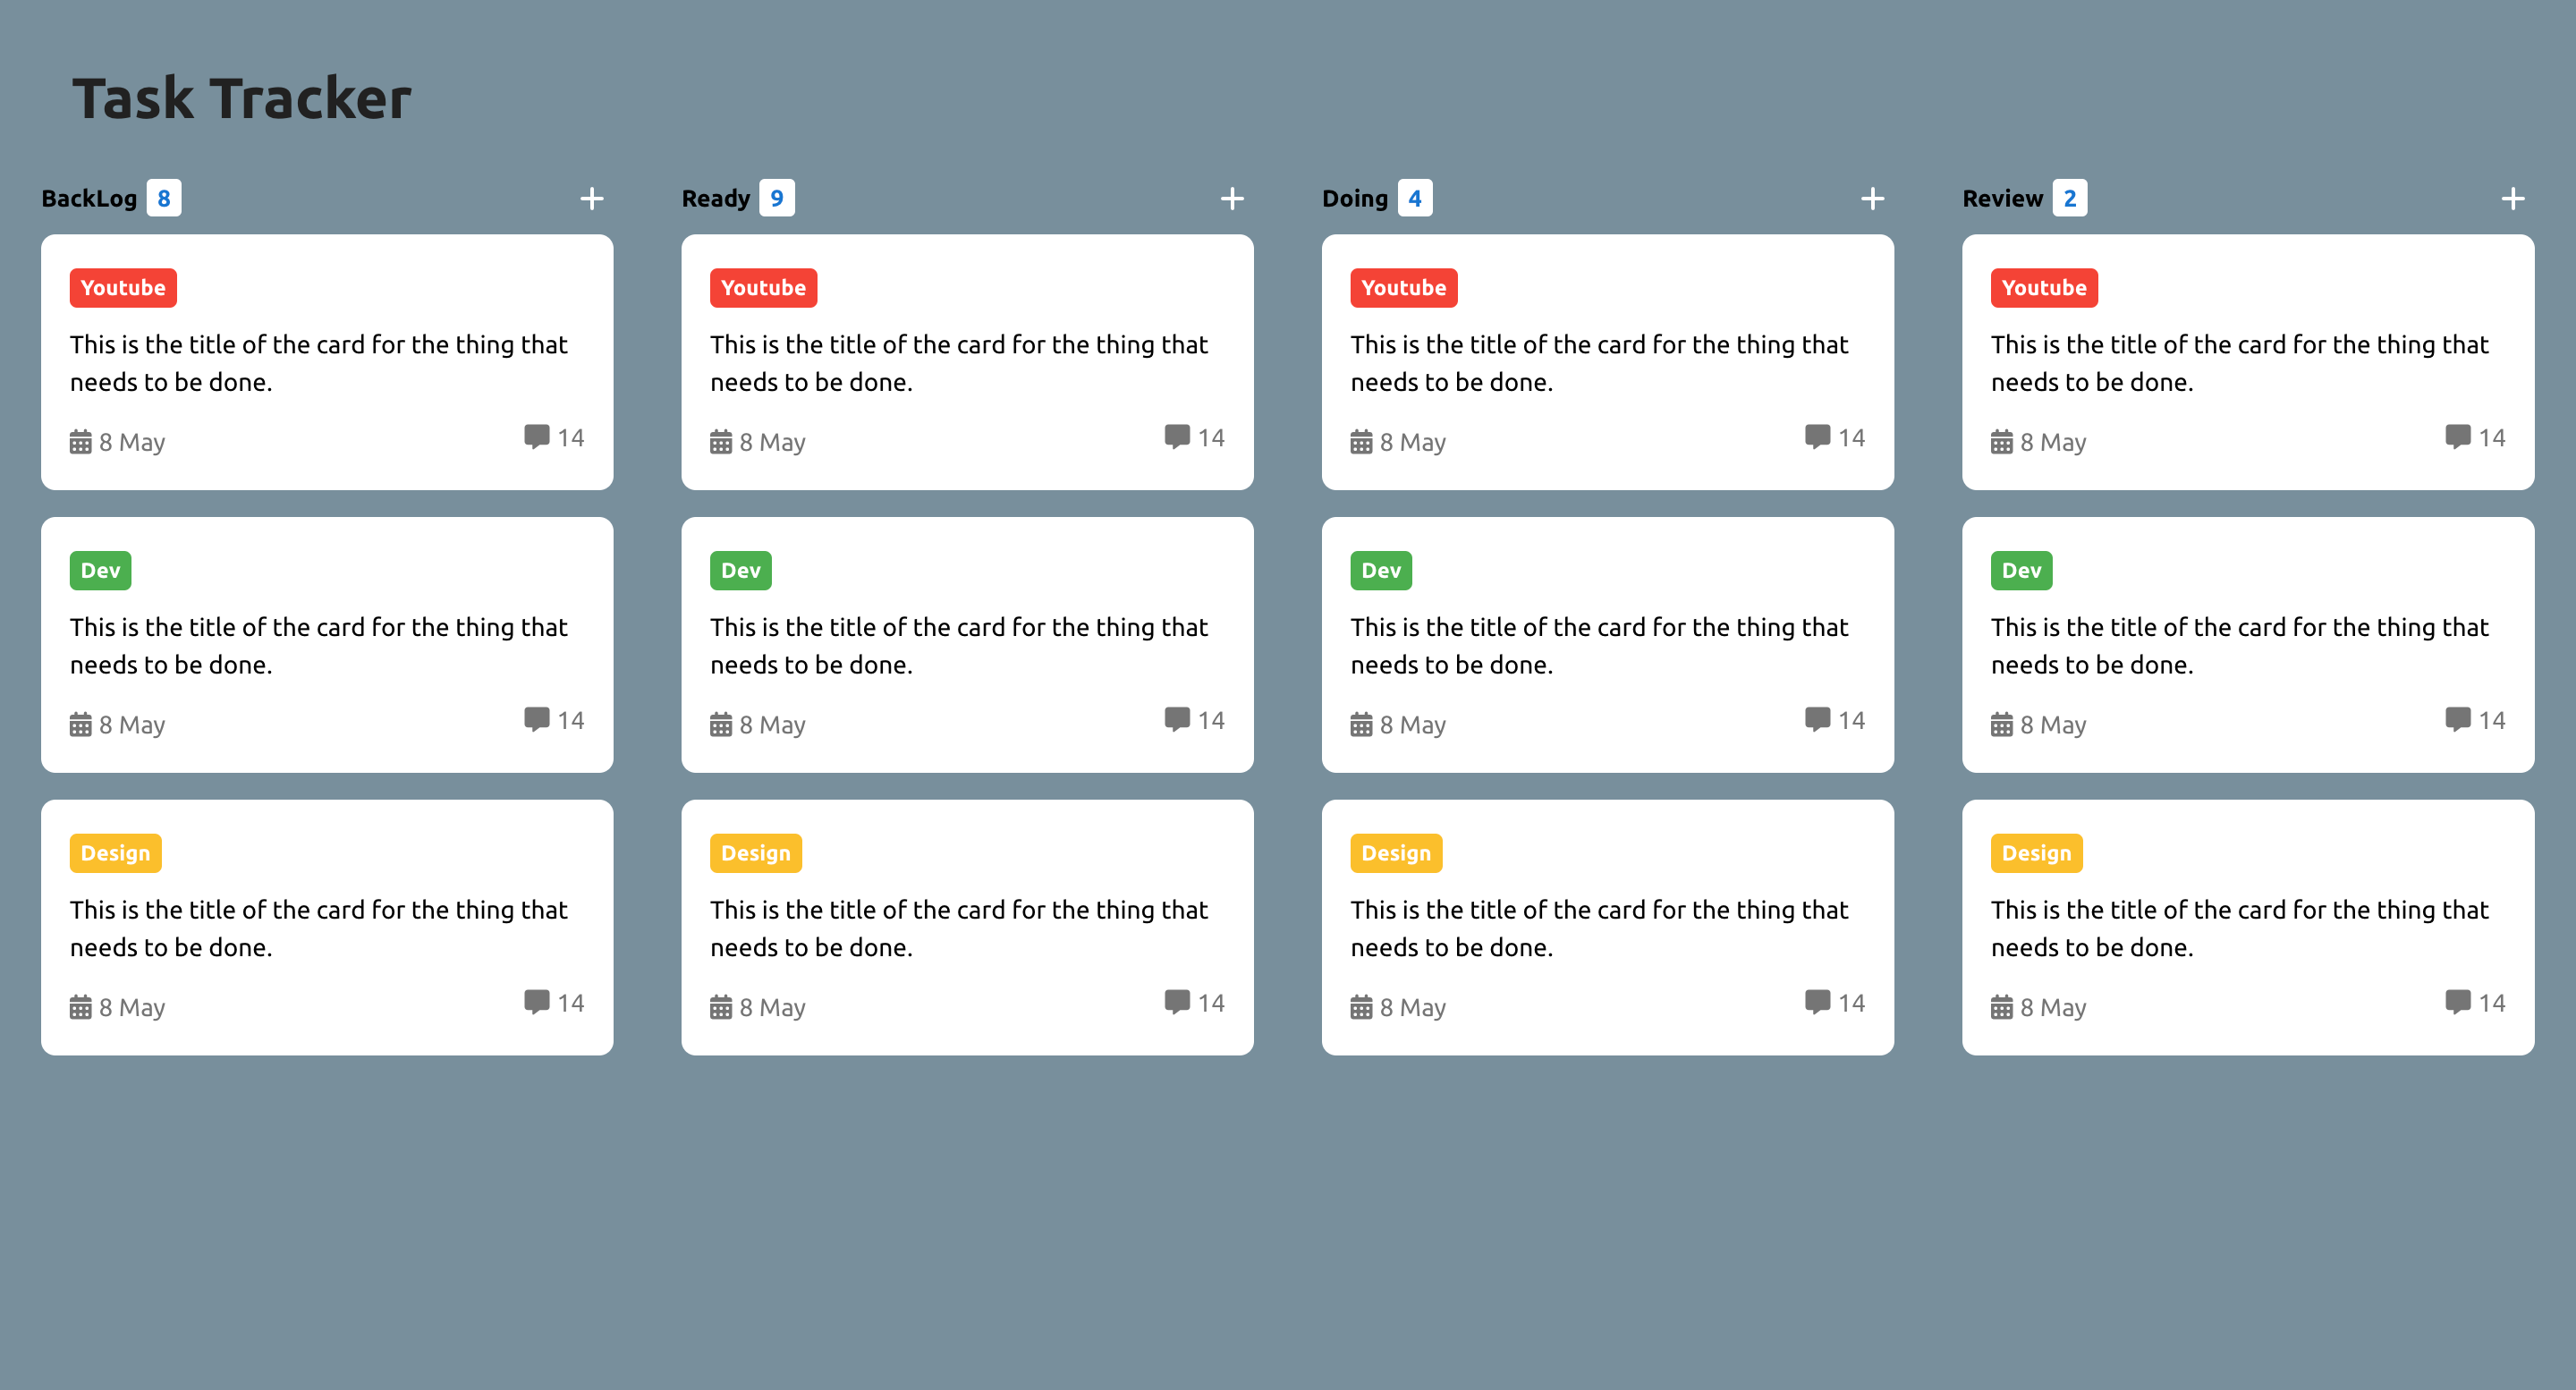 Task Tracker
BackLog 8
Youtube
This is the title of the card for the thing that
needs to be done.
8 May 14
Dev
This is the title of the card for the thing that
needs to be done.
8 May 14
Design
This is the title of the card for the thing that
needs to be done.
8 May 14
Ready 9
Youtube
This is the title of the card for the thing that
needs to be done.
8 May 14
Dev
This is the title of the card for the thing that
needs to be done.
8 May 14
Design
This is the title of the card for the thing that
needs to be done.
8 May 14
Doing 4
Youtube
This is the title of the card for the thing that
needs to be done.
8 May 14
Dev
This is the title of the card for the thing that
needs to be done.
8 May 14
Design
This is the title of the card for the thing that
needs to be done.
8 May 14
Review 2
Youtube
This is the title of the card for the thing that
needs to be done.
8 May 14
Dev
This is the title of the card for the thing that
needs to be done.
8 May 14
Design
This is the title of the card for the thing that
needs to be done.
8 May 14